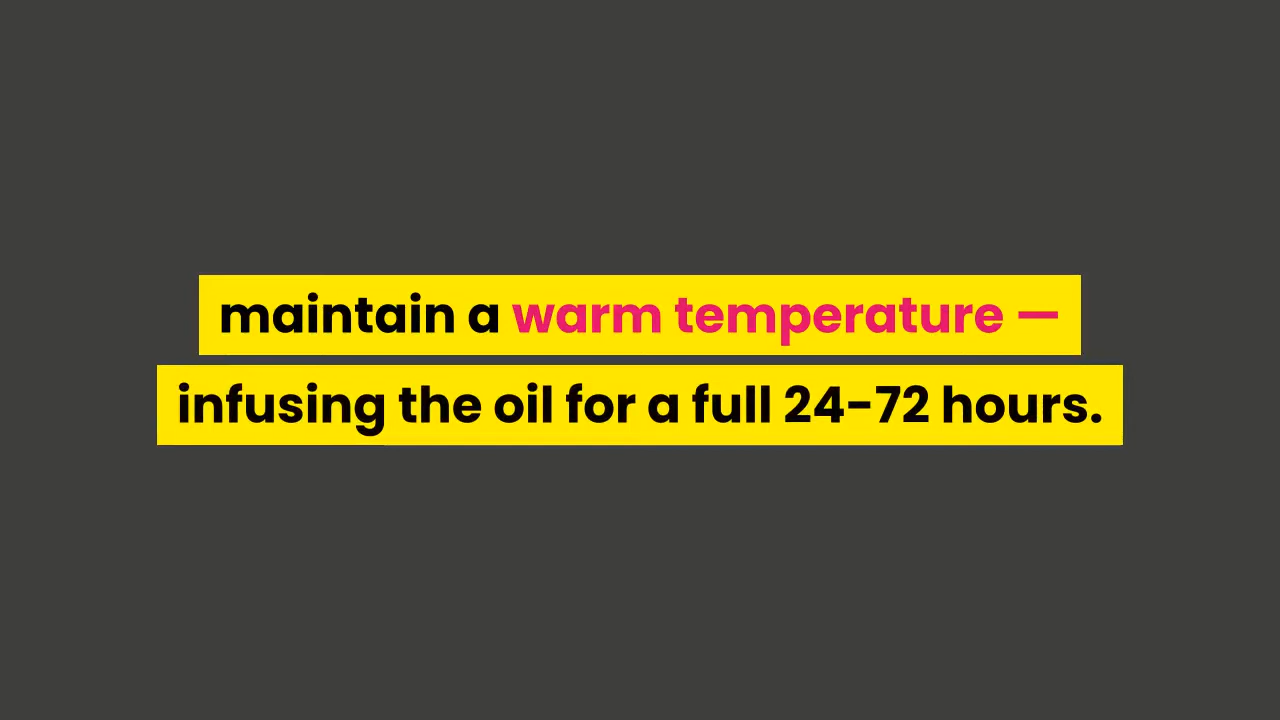 maintain a warm temperature —
infusing the oil for a full 24-72 hours.